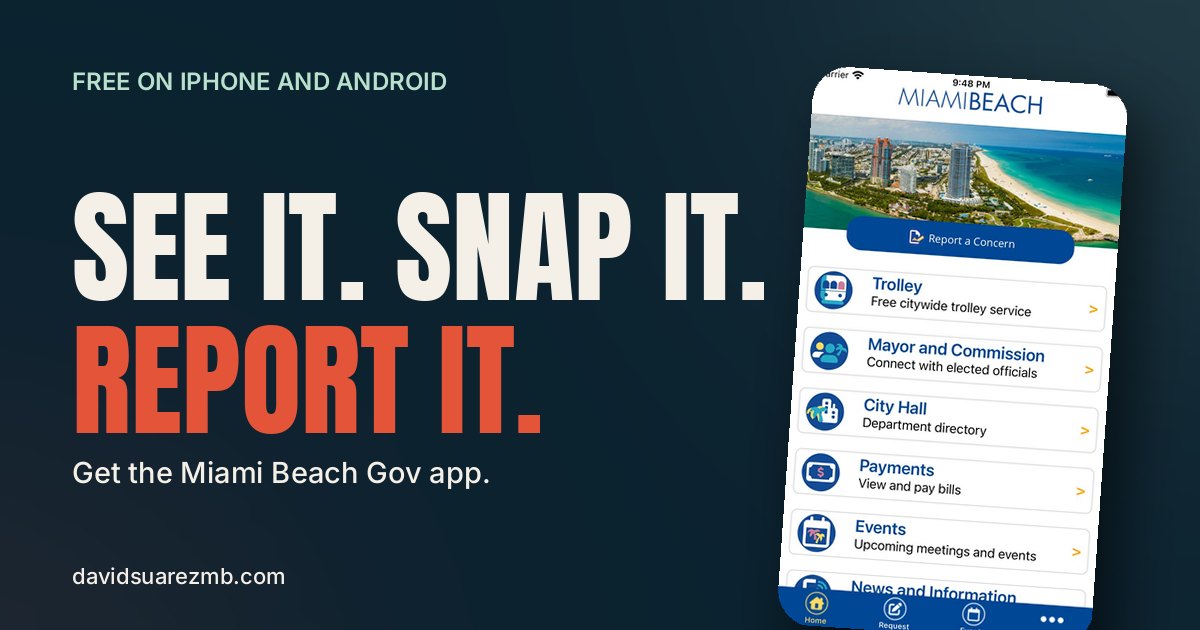 FREE ON IPHONE AND ANDROID
SEE IT. SNAP IT.
REPORT IT.
Get the Miami Beach Gov app.
davidsuarezmb.com
9:48 PM
MIAMIBEACH
Report a Concern
Trolley
Free citywide trolley service
>
Mayor and Commission
Connect with elected officials
>
City Hall
Department directory
>
Payments
View and pay bills
>
Events
Upcoming meetings and events
>
News and Information
Home
Request